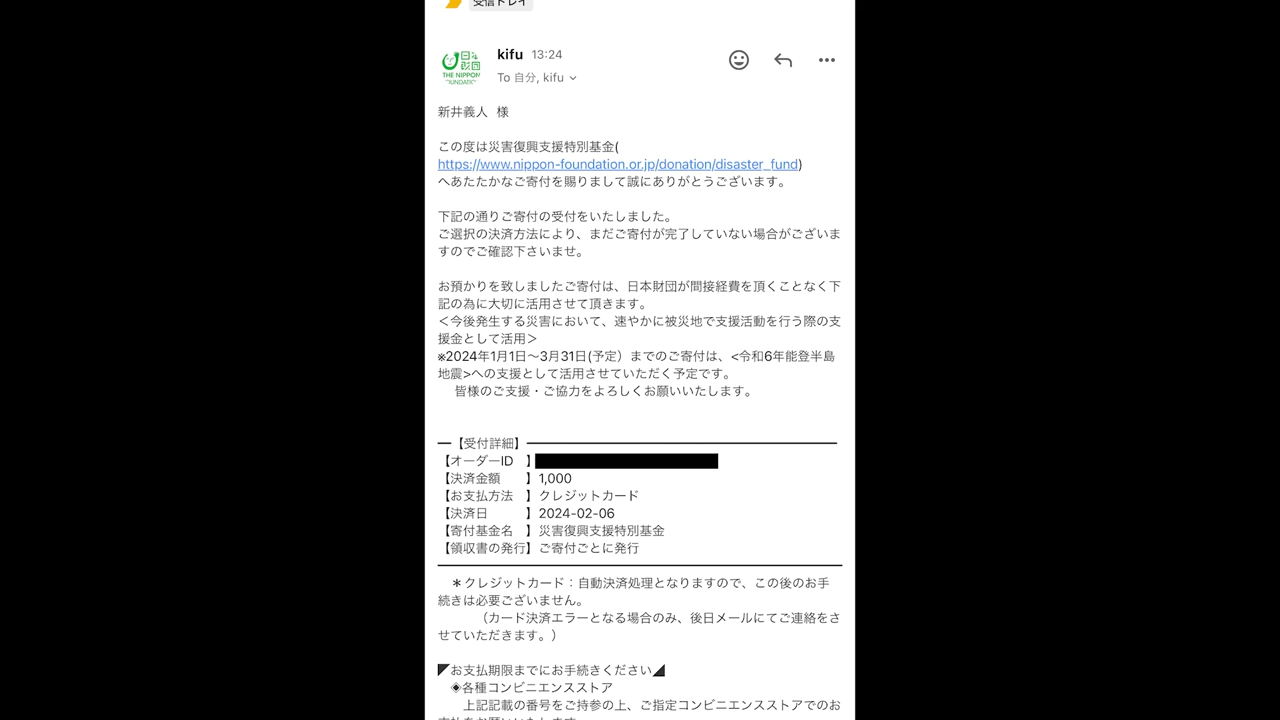 受信トレイ
kifu 13:24
To 自分, kifu
THE NIPPON
新井義人 様
この度は災害復興支援特別基金(
https://www.nippon-foundation.or.jp/donation/disaster_fund)
へあたたかなご寄付を賜りまして誠にありがとうございます。
下記の通りご寄付の受付をいたしました。
ご選択の決済方法により、まだご寄付が完了していない場合がございま
すのでご確認下さいませ。
お預かりを致しましたご寄付は、日本財団が間接経費を頂くことなく下
記の為に大切に活用させて頂きます。
＜今後発生する災害において、速やかに被災地で支援活動を行う際の支
援金として活用＞
※2024年1月1日〜3月31日(予定）までのご寄付は、<令和6年能登半島
地震>への支援として活用させていただく予定です。
皆様のご支援・ご協力をよろしくお願いいたします。
━【受付詳細】━━━━━━━━━━━━━━━━━━━━
【オーダーID 】
【決済金額 】1,000
【お支払方法 】クレジットカード
【決済日 】2024-02-06
【寄付基金名 】災害復興支援特別基金
【領収書の発行】ご寄付ごとに発行
＊クレジットカード：自動決済処理となりますので、この後のお手
続きは必要ございません。
（カード決済エラーとなる場合のみ、後日メールにてご連絡をさ
せていただきます。）
◤お支払期限までにお手続きください◢
◈各種コンビニエンスストア
上記記載の番号をご持参の上、ご指定コンビニエンスストアでのお